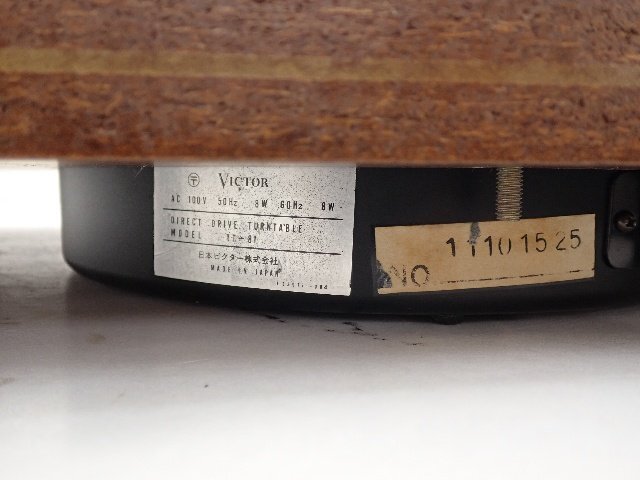 〒 VICTOR
AC 100V 50Hz 8W 60Hz 8W
DIRECT DRIVE TURNTABLE
MODEL
日本ビクター株式会社
MADE IN JAPAN
NO 11101525